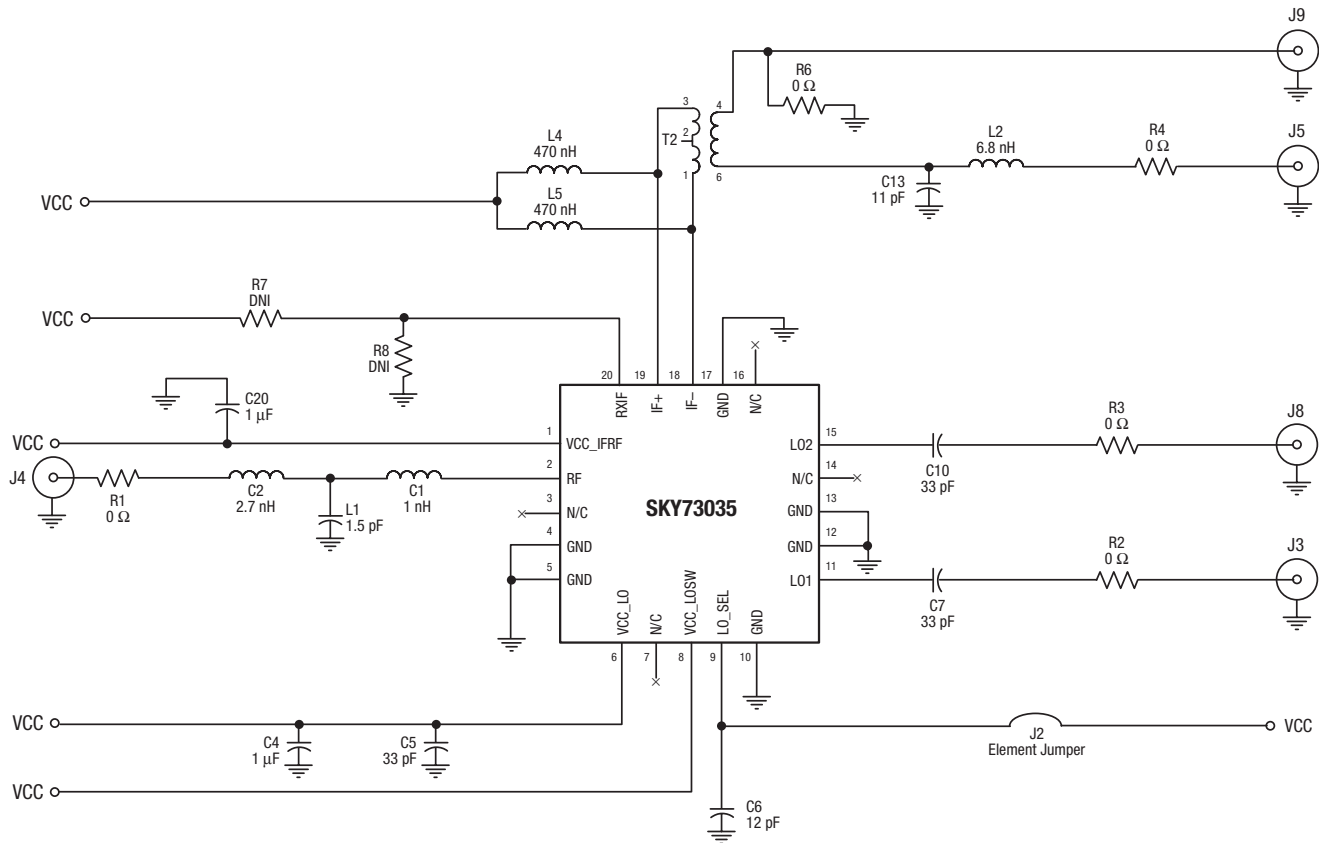 J9
R6
0 Ω
3
4
T2
2
1
6
L4
470 nH
L5
470 nH
L2
6.8 nH
R4
0 Ω
J5
C13
11 pF
VCC
R7
DNI
VCC
R8
DNI
20
19
18
17
16
RXIF
IF+
IF–
GND
N/C
C20
1 μF
VCC
1
VCC_IFRF
J4
R1
0 Ω
C2
2.7 nH
L1
1.5 pF
C1
1 nH
2
RF
3
N/C
4
GND
5
GND
SKY73035
LO2
15
C10
33 pF
R3
0 Ω
J8
N/C
14
GND
13
GND
12
LO1
11
C7
33 pF
R2
0 Ω
J3
VCC_LO
N/C
VCC_LOSW
LO_SEL
GND
6
7
8
9
10
VCC
C4
1 μF
C5
33 pF
VCC
J2
Element Jumper
VCC
C6
12 pF